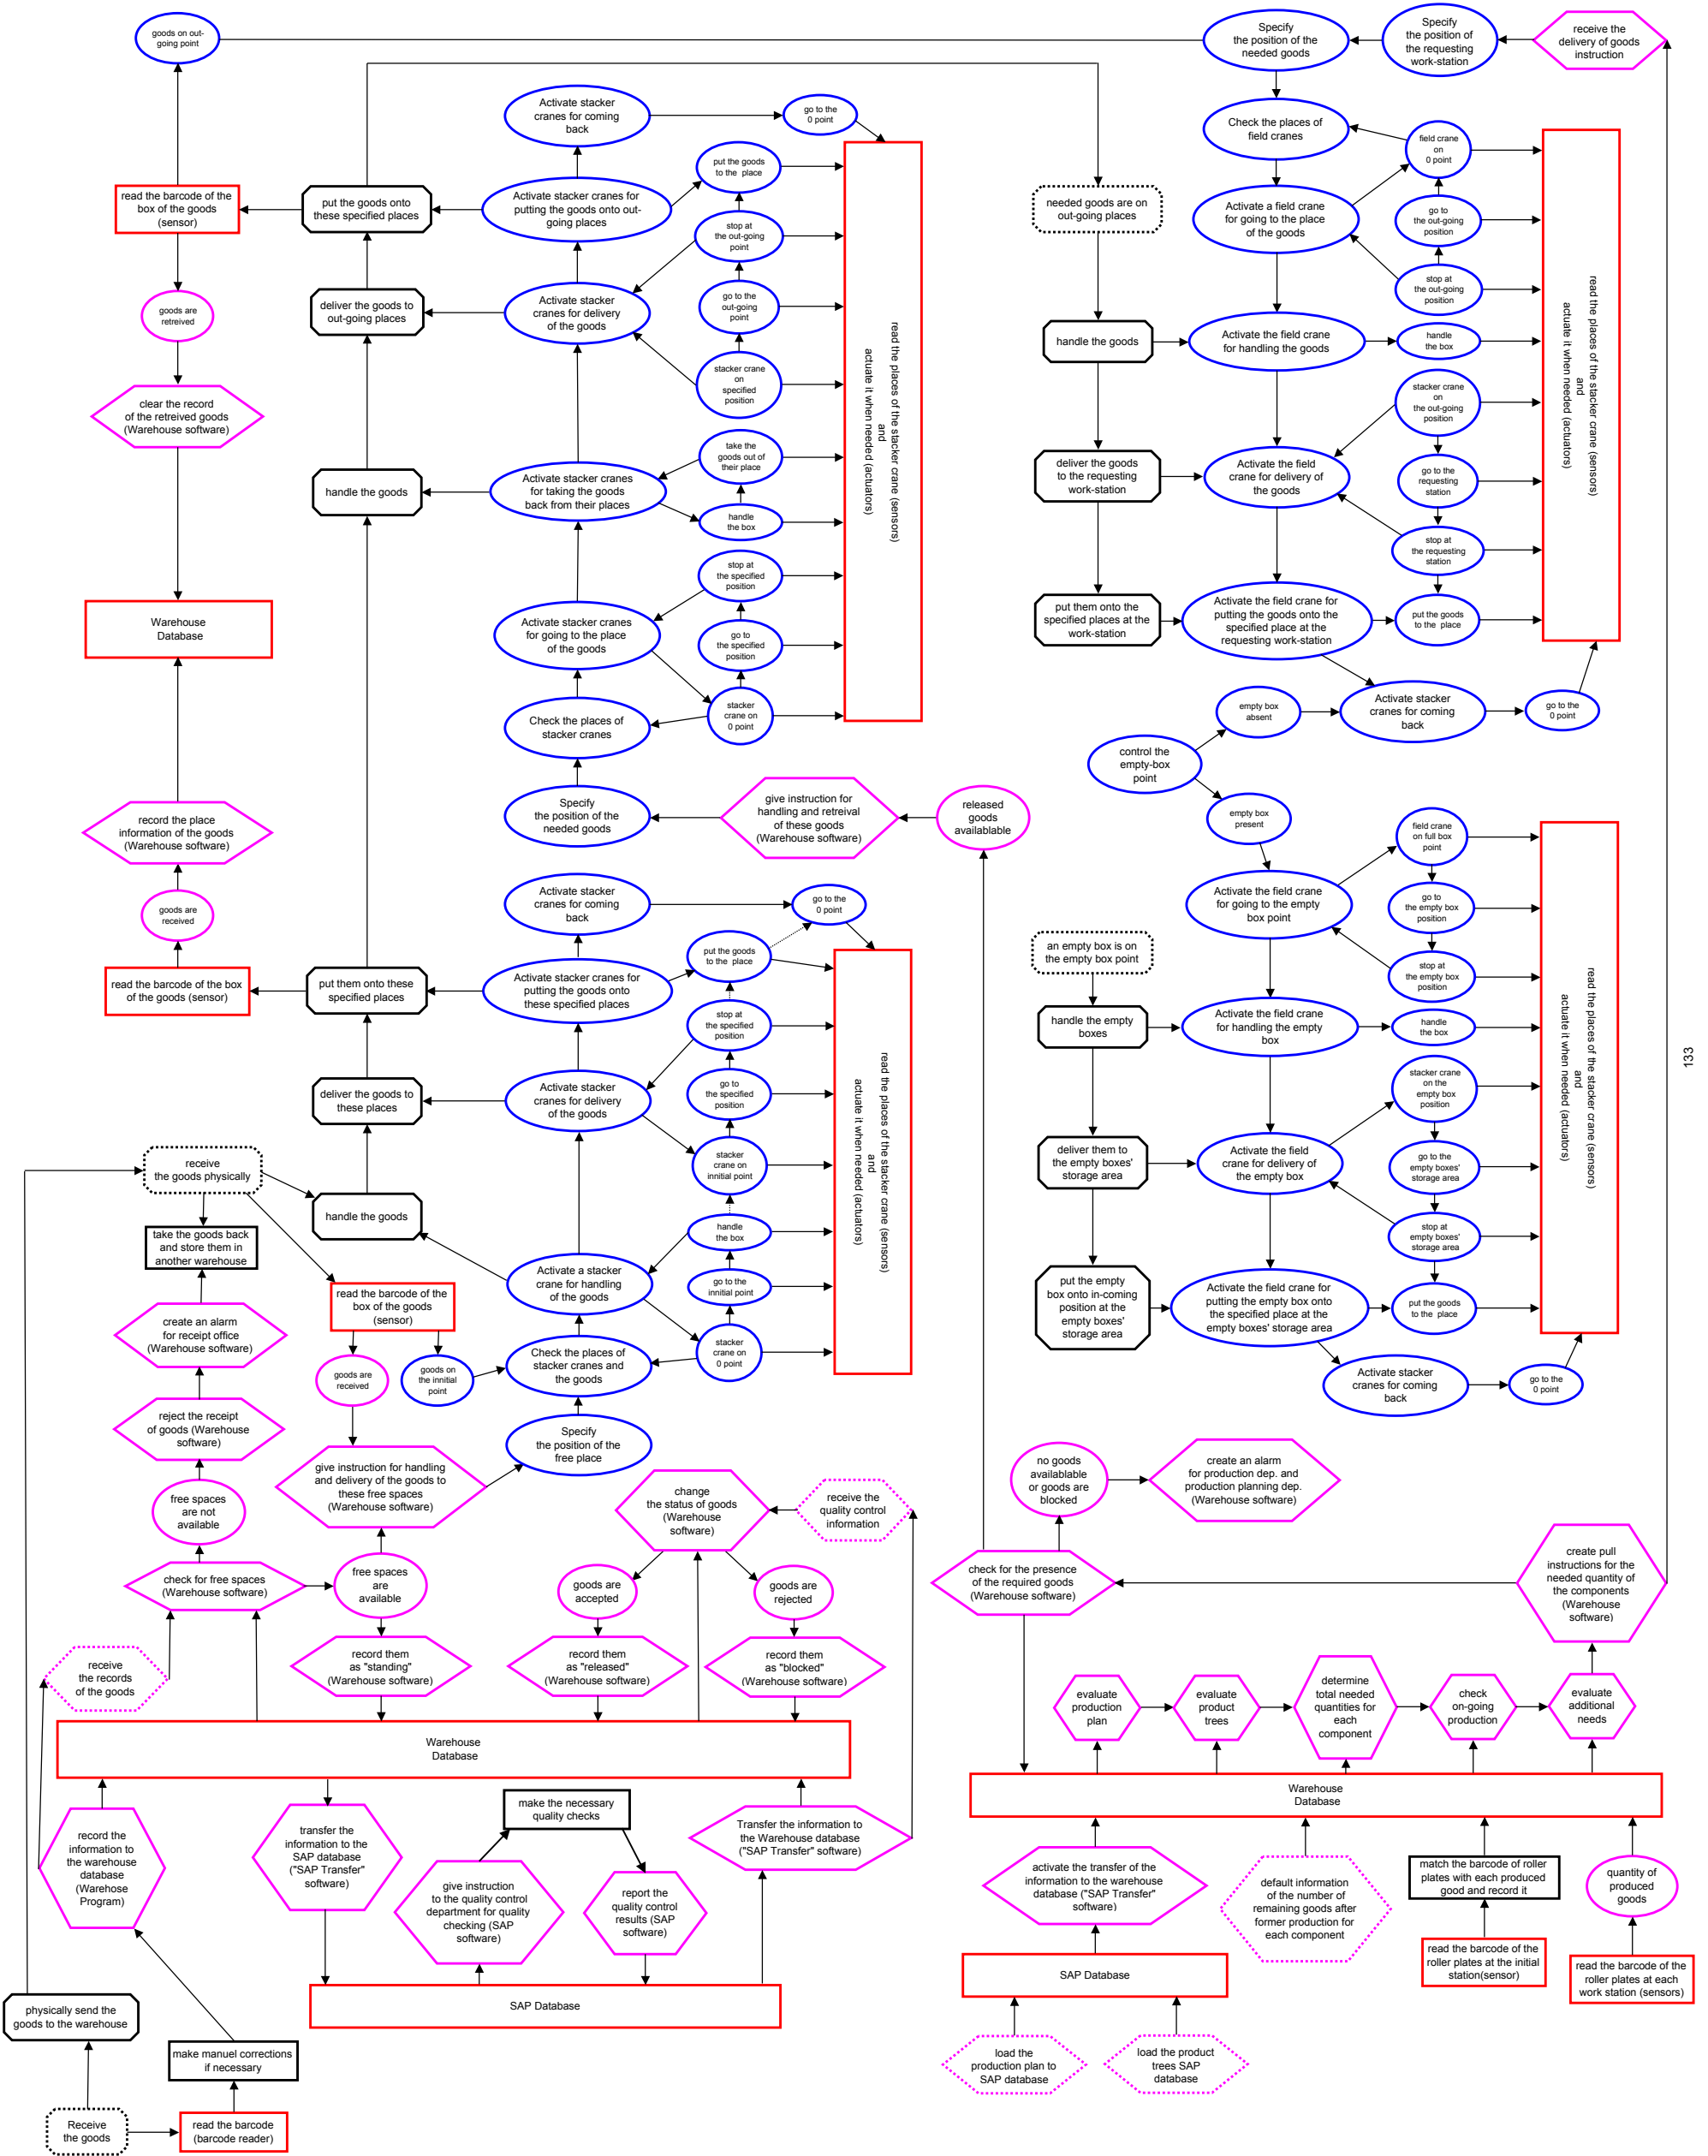 goods on out-
going point
Specify
the position of the
needed goods
Specify
the position of
the requesting
work-station
receive the
delivery of goods
instruction
Activate stacker
cranes for coming
back
go to the
0 point
Check the places of
field cranes
field crane
on
0 point
put the goods
to the place
read the barcode of the
box of the goods
(sensor)
put the goods onto
these specified places
Activate stacker cranes for
putting the goods onto out-
going places
needed goods are on
out-going places
Activate a field crane
for going to the place
of the goods
go to
the out-going
position
stop at
the out-going
point
stop at
the out-going
position
goods are
retreived
deliver the goods to
out-going places
Activate stacker
cranes for delivery
of the goods
go to the
out-going
point
read the places of the stacker crane (sensors)
and
actuate it when needed (actuators)
handle the goods
Activate the field crane
for handling the goods
handle
the box
read the places of the stacker crane (sensors)
and
actuate it when needed (actuators)
stacker crane
on
specified
position
clear the record
of the retreived goods
(Warehouse software)
stacker crane
on
the out-going
position
take the
goods out of
their place
handle the goods
Activate stacker cranes
for taking the goods
back from their places
handle
the box
deliver the goods
to the requesting
work-station
Activate the field
crane for delivery of
the goods
go to the
requesting
station
stop at
the requesting
station
stop at
the specified
position
Warehouse
Database
Activate stacker cranes
for going to the place
of the goods
go to
the specified
position
put them onto the
specified places at the
work-station
Activate the field crane for
putting the goods onto the
specified place at the
requesting work-station
put the goods
to the place
Check the places of
stacker cranes
stacker
crane on
0 point
empty box
absent
Activate stacker
cranes for coming
back
go to the
0 point
control the
empty-box
point
record the place
information of the goods
(Warehouse software)
Specify
the position of the
needed goods
give instruction for
handling and retreival
of these goods
(Warehouse software)
released
goods
availablable
empty box
present
field crane
on full box
point
goods are
received
Activate stacker
cranes for coming
back
go to the
0 point
Activate the field crane
for going to the empty
box point
go to
the empty box
position
an empty box is on
the empty box point
stop at
the empty box
position
read the barcode of the box
of the goods (sensor)
put them onto these
specified places
Activate stacker cranes for
putting the goods onto
these specified places
put the goods
to the place
stop at
the specified
position
handle the empty
boxes
Activate the field crane
for handling the empty
box
handle
the box
read the places of the stacker crane (sensors)
and
actuate it when needed (actuators)
133
deliver the goods to
these places
Activate stacker
cranes for delivery
of the goods
go to
the specified
position
read the places of the stacker crane (sensors)
and
actuate it when needed (actuators)
stacker crane
on the
empty box
position
receive
the goods physically
stacker
crane on
innitial point
deliver them to
the empty boxes'
storage area
Activate the field
crane for delivery of
the empty box
go to the
empty boxes'
storage area
handle the goods
handle
the box
stop at
empty boxes'
storage area
take the goods back
and store them in
another warehouse
read the barcode of the
box of the goods
(sensor)
Activate a stacker
crane for handling
of the goods
go to the
innitial point
put the empty
box onto in-coming
position at the
empty boxes'
storage area
Activate the field crane for
putting the empty box onto
the specified place at the
empty boxes' storage area
put the goods
to the place
create an alarm
for receipt office
(Warehouse software)
goods are
received
goods on
the innitial
point
Check the places of
stacker cranes and
the goods
stacker
crane on
0 point
Activate stacker
cranes for coming
back
go to the
0 point
reject the receipt
of goods (Warehouse
software)
Specify
the position of the
free place
give instruction for handling
and delivery of the goods to
these free spaces
(Warehouse software)
free spaces
are not
available
change
the status of goods
(Warehouse
software)
receive the
quality control
information
no goods
availablable
or goods are
blocked
create an alarm
for production dep. and
production planning dep.
(Warehouse software)
check for free spaces
(Warehouse software)
free spaces
are
available
goods are
accepted
goods are
rejected
check for the presence
of the required goods
(Warehouse software)
create pull
instructions for the
needed quantity of
the components
(Warehouse
software)
receive
the records
of the goods
record them
as "standing"
(Warehouse software)
record them
as "released"
(Warehouse software)
record them
as "blocked"
(Warehouse software)
evaluate
production
plan
evaluate
product
trees
determine
total needed
quantities for
each
component
check
on-going
production
evaluate
additional
needs
Warehouse
Database
Warehouse
Database
record the
information to
the warehouse
database
(Warehose
Program)
transfer the
information to the
SAP database
("SAP Transfer"
software)
make the necessary
quality checks
Transfer the information to
the Warehouse database
("SAP Transfer" software)
give instruction
to the quality control
department for quality
checking (SAP
software)
report the
quality control
results (SAP
software)
activate the transfer of the
information to the warehouse
database ("SAP Transfer"
software)
default information
of the number of
remaining goods after
former production for
each component
match the barcode of roller
plates with each produced
good and record it
quantity of
produced
goods
read the barcode of the
roller plates at the initial
station(sensor)
read the barcode of the
roller plates at each
work station (sensors)
SAP Database
SAP Database
physically send the
goods to the warehouse
make manuel corrections
if necessary
load the
production plan to
SAP database
load the product
trees SAP
database
Receive
the goods
read the barcode
(barcode reader)